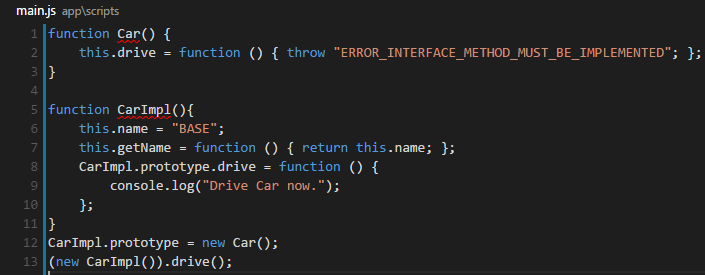 main.js app\scripts
1 function Car() {
2     this.drive = function () { throw "ERROR_INTERFACE_METHOD_MUST_BE_IMPLEMENTED"; };
3 }
4
5 function CarImpl(){
6     this.name = "BASE";
7     this.getName = function () { return this.name; };
8     CarImpl.prototype.drive = function () {
9         console.log("Drive Car now.");
10     };
11 }
12 CarImpl.prototype = new Car();
13 (new CarImpl()).drive();